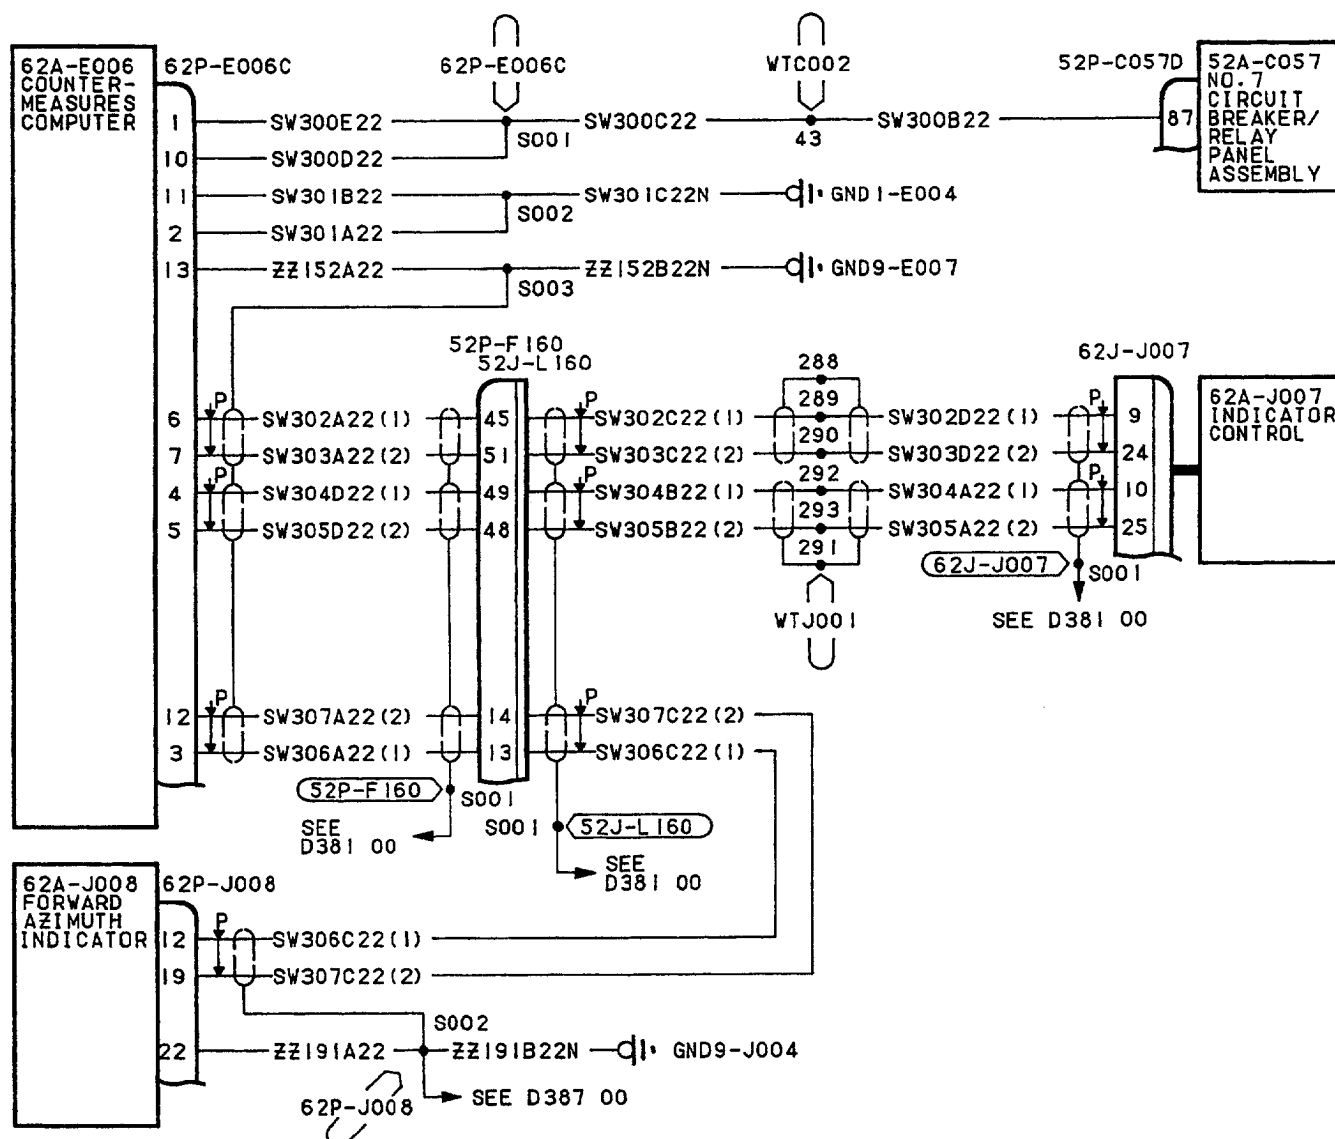 62A-E006
COUNTER-
MEASURES
COMPUTER
62P-E006C
62P-E006C
WTC002
52P-C057D
52A-C057
NO.7
CIRCUIT
BREAKER/
RELAY
PANEL
ASSEMBLY
1 SW300E22 S001 SW300C22 43 SW300B22 87
10 SW300D22
11 SW301B22 S002 SW301C22N GND1-E004
2 SW301A22
13 ZZ152A22 S003 ZZ152B22N GND9-E007
52P-F160
52J-L160
62J-J007
62A-J007
INDICATOR
CONTROL
288
6 P SW302A22(1) 45 P SW302C22(1) 289 SW302D22(1) P 9
7 SW303A22(2) 51 SW303C22(2) 290 SW303D22(2) 24
4 P SW304D22(1) 49 P SW304B22(1) 292 SW304A22(1) P 10
5 SW305D22(2) 48 SW305B22(2) 293 SW305A22(2) 25
291
62J-J007 S001
WTJ001
SEE D381 00
12 P SW307A22(2) 14 P SW307C22(2)
3 SW306A22(1) 13 SW306C22(1)
52P-F160 S001
SEE
D381 00
S001 52J-L160
SEE
D381 00
62A-J008
FORWARD
AZIMUTH
INDICATOR
62P-J008
12 P SW306C22(1)
19 SW307C22(2)
S002
22 ZZ191A22 ZZ191B22N GND9-J004
62P-J008
SEE D387 00